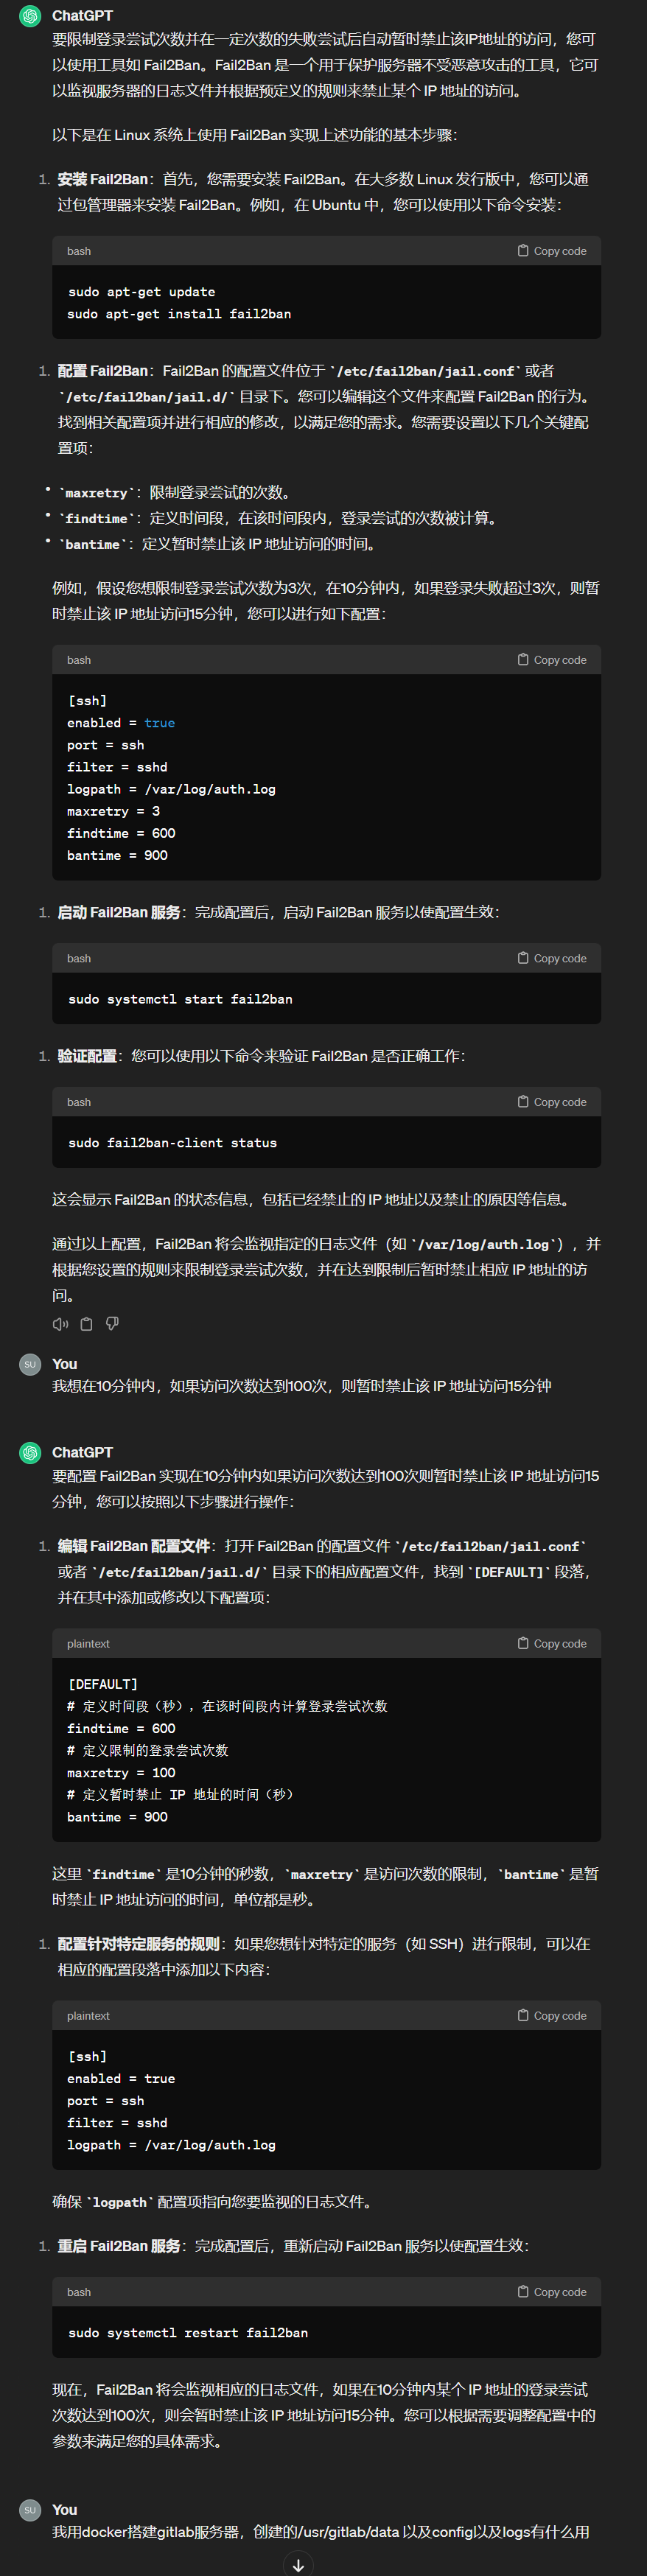 ChatGPT
要限制登录尝试次数并在一定次数的失败尝试后自动暂时禁止该IP地址的访问，您可
以使用工具如 Fail2Ban。Fail2Ban 是一个用于保护服务器不受恶意攻击的工具，它可
以监视服务器的日志文件并根据预定义的规则来禁止某个 IP 地址的访问。
以下是在 Linux 系统上使用 Fail2Ban 实现上述功能的基本步骤：
1. 安装 Fail2Ban：首先，您需要安装 Fail2Ban。在大多数 Linux 发行版中，您可以通
过包管理器来安装 Fail2Ban。例如，在 Ubuntu 中，您可以使用以下命令安装：
bash Copy code
sudo apt-get update
sudo apt-get install fail2ban
1. 配置 Fail2Ban：Fail2Ban 的配置文件位于 `/etc/fail2ban/jail.conf` 或者
`/etc/fail2ban/jail.d/` 目录下。您可以编辑这个文件来配置 Fail2Ban 的行为。
找到相关配置项并进行相应的修改，以满足您的需求。您需要设置以下几个关键配
置项：
• `maxretry`：限制登录尝试的次数。
• `findtime`：定义时间段，在该时间段内，登录尝试的次数被计算。
• `bantime`：定义暂时禁止该 IP 地址访问的时间。
例如，假设您想限制登录尝试次数为3次，在10分钟内，如果登录失败超过3次，则暂
时禁止该 IP 地址访问15分钟，您可以进行如下配置：
bash Copy code
[ssh]
enabled = true
port = ssh
filter = sshd
logpath = /var/log/auth.log
maxretry = 3
findtime = 600
bantime = 900
1. 启动 Fail2Ban 服务：完成配置后，启动 Fail2Ban 服务以使配置生效：
bash Copy code
sudo systemctl start fail2ban
1. 验证配置：您可以使用以下命令来验证 Fail2Ban 是否正确工作：
bash Copy code
sudo fail2ban-client status
这会显示 Fail2Ban 的状态信息，包括已经禁止的 IP 地址以及禁止的原因等信息。
通过以上配置，Fail2Ban 将会监视指定的日志文件（如 `/var/log/auth.log`），并
根据您设置的规则来限制登录尝试次数，并在达到限制后暂时禁止相应 IP 地址的访
问。
SU You
我想在10分钟内，如果访问次数达到100次，则暂时禁止该 IP 地址访问15分钟
ChatGPT
要配置 Fail2Ban 实现在10分钟内如果访问次数达到100次则暂时禁止该 IP 地址访问15
分钟，您可以按照以下步骤进行操作：
1. 编辑 Fail2Ban 配置文件：打开 Fail2Ban 的配置文件 `/etc/fail2ban/jail.conf`
或者 `/etc/fail2ban/jail.d/` 目录下的相应配置文件，找到 `[DEFAULT]` 段落，
并在其中添加或修改以下配置项：
plaintext Copy code
[DEFAULT]
# 定义时间段（秒），在该时间段内计算登录尝试次数
findtime = 600
# 定义限制的登录尝试次数
maxretry = 100
# 定义暂时禁止 IP 地址的时间（秒）
bantime = 900
这里 `findtime` 是10分钟的秒数，`maxretry` 是访问次数的限制，`bantime` 是暂
时禁止 IP 地址访问的时间，单位都是秒。
1. 配置针对特定服务的规则：如果您想针对特定的服务（如 SSH）进行限制，可以在
相应的配置段落中添加以下内容：
plaintext Copy code
[ssh]
enabled = true
port = ssh
filter = sshd
logpath = /var/log/auth.log
确保 `logpath` 配置项指向您要监视的日志文件。
1. 重启 Fail2Ban 服务：完成配置后，重新启动 Fail2Ban 服务以使配置生效：
bash Copy code
sudo systemctl restart fail2ban
现在，Fail2Ban 将会监视相应的日志文件，如果在10分钟内某个 IP 地址的登录尝试
次数达到100次，则会暂时禁止该 IP 地址访问15分钟。您可以根据需要调整配置中的
参数来满足您的具体需求。
SU You
我用docker搭建gitlab服务器，创建的/usr/gitlab/data 以及config以及logs有什么用